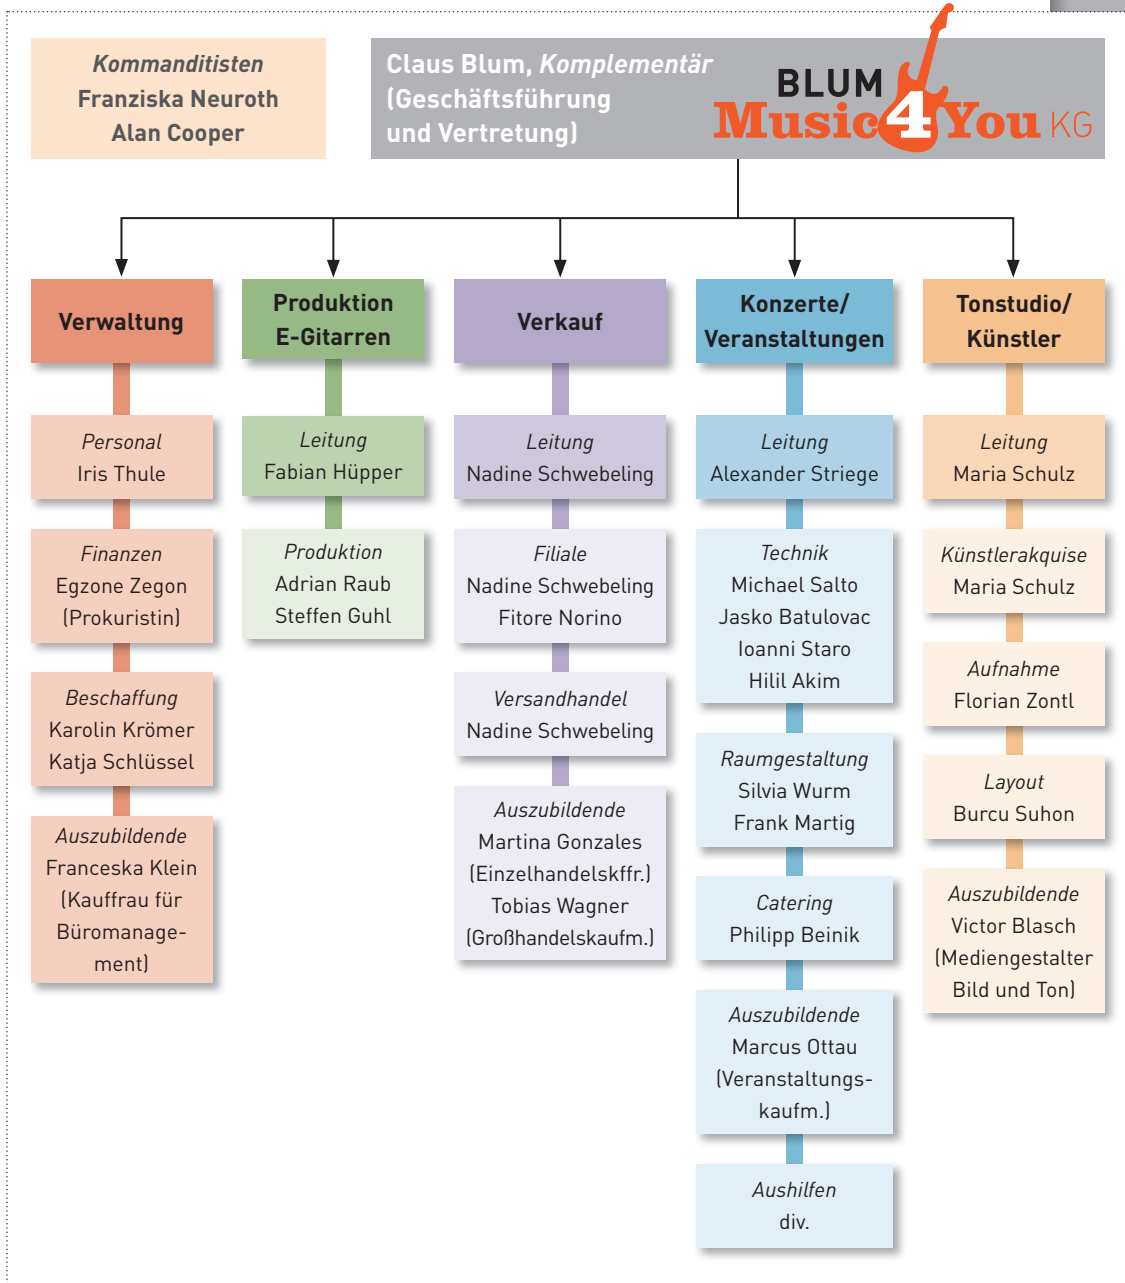 Kommanditisten
Franziska Neuroth
Alan Cooper
Claus Blum, Komplementär
(Geschäftsführung
und Vertretung)
BLUM
Music4You KG
Verwaltung
Personal
Iris Thule
Finanzen
Egzone Zegon
(Prokuristin)
Beschaffung
Karolin Krömer
Katja Schlüssel
Auszubildende
Franceska Klein
(Kauffrau für
Büromanage-
ment)
Produktion
E-Gitarren
Leitung
Fabian Hüpper
Produktion
Adrian Raub
Steffen Guhl
Verkauf
Leitung
Nadine Schwebeling
Filiale
Nadine Schwebeling
Fitore Norino
Versandhandel
Nadine Schwebeling
Auszubildende
Martina Gonzales
(Einzelhandelskffr.)
Tobias Wagner
(Großhandelskaufm.)
Konzerte/
Veranstaltungen
Leitung
Alexander Striege
Technik
Michael Salto
Jasko Batulovac
Ioanni Staro
Hilil Akim
Raumgestaltung
Silvia Wurm
Frank Martig
Catering
Philipp Beinik
Auszubildende
Marcus Ottau
(Veranstaltungs-
kaufm.)
Aushilfen
div.
Tonstudio/
Künstler
Leitung
Maria Schulz
Künstlerakquise
Maria Schulz
Aufnahme
Florian Zontl
Layout
Burcu Suhon
Auszubildende
Victor Blasch
(Mediengestalter
Bild und Ton)